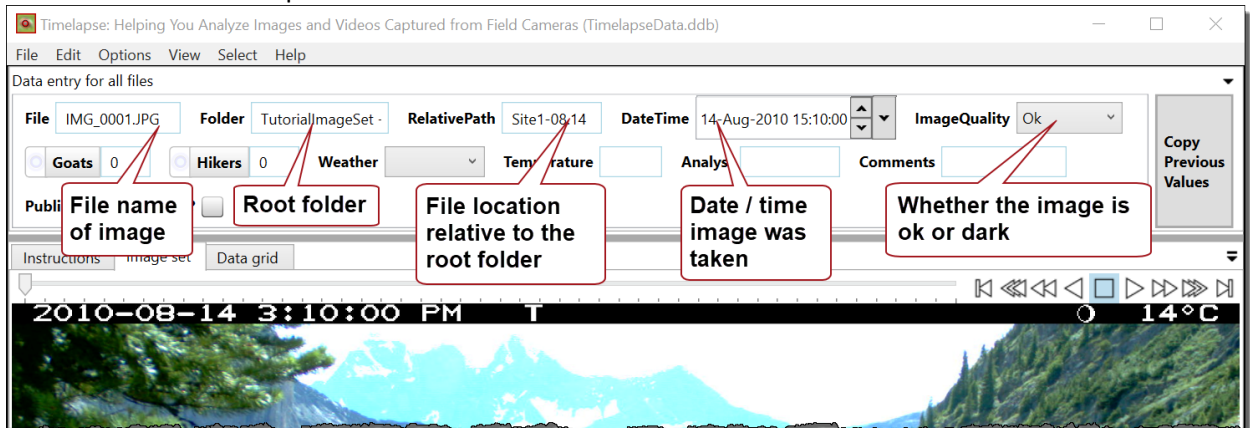 Timelapse: Helping You Analyze Images and Videos Captured from Field Cameras (TimelapseData.ddb)
File Edit Options View Select Help
Data entry for all files
File IMG_0001.JPG Folder TutorialImageSet - RelativePath Site1-08 14 DateTime 14-Aug-2010 15:10:00 ImageQuality Ok
Copy
Previous
Values
Goats 0 Hikers 0 Weather Temperature Analyst Comments
Publi ?
File name
of image
Root folder
File location
relative to the
root folder
Date / time
image was
taken
Whether the image is
ok or dark
Instructions Image set Data grid
2010-08-14 3:10:00 PM T 14°C